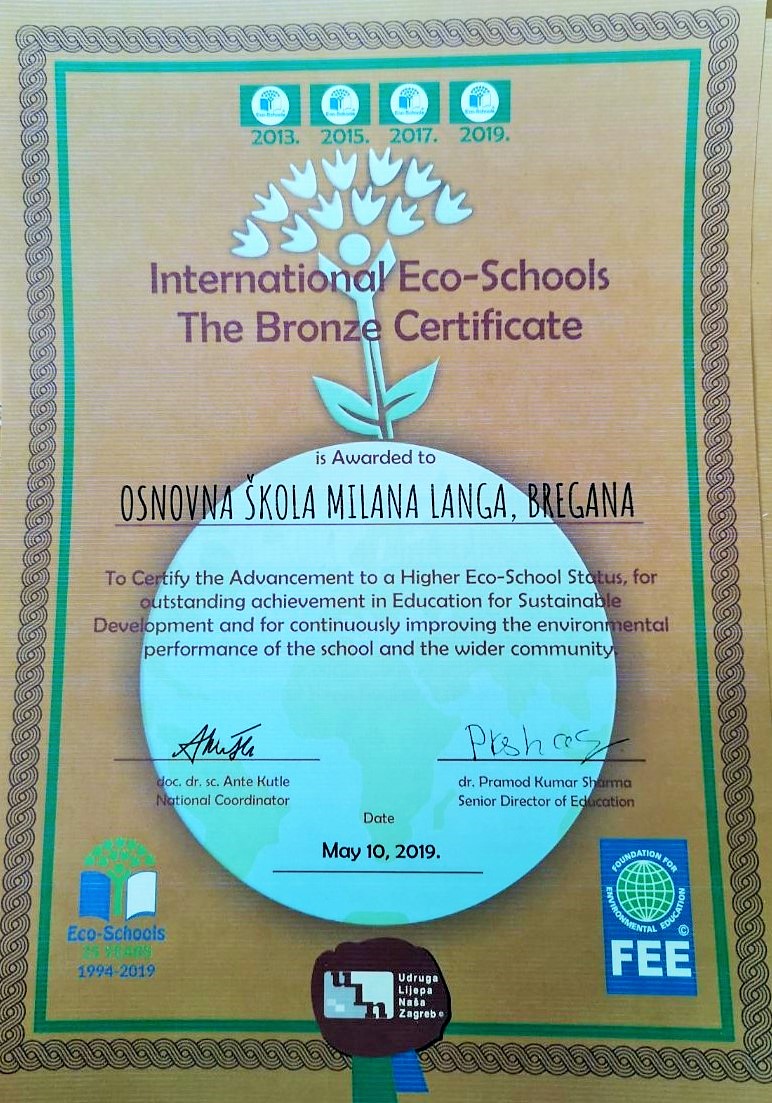 2013. 2015. 2017. 2019.
International Eco-Schools
The Bronze Certificate
is Awarded to
OSNOVNA ŠKOLA MILANA LANGA, BREGANA
To Certify the Advancement to a Higher Eco-School Status, for
outstanding achievement in Education for Sustainable
Development and for continuously improving the environmental
performance of the school and the wider community.
doc. dr. sc. Ante Kutle
National Coordinator
dr. Pramod Kumar Sharma
Senior Director of Education
Date
May 10, 2019.
Eco-Schools
25 YEARS
1994-2019
FOUNDATION FOR
ENVIRONMENTAL EDUCATION
©
FEE
uln
Udruga
Lijepa
Naša
Zagreb